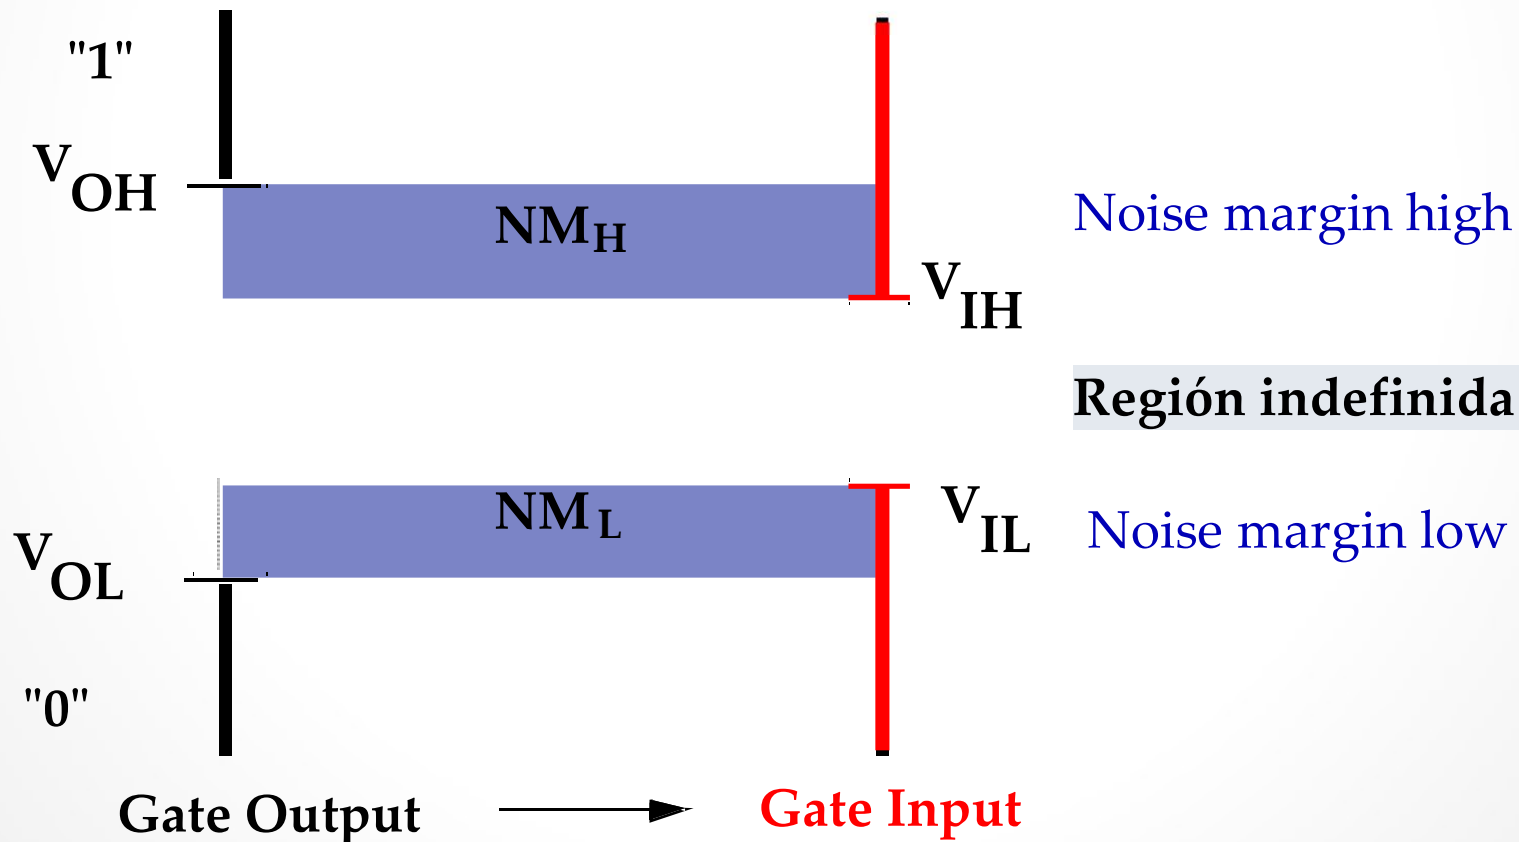 "1"
VOH
NMH
Noise margin high
VIH
Región indefinida
NML
VIL
Noise margin low
VOL
"0"
Gate Output
Gate Input